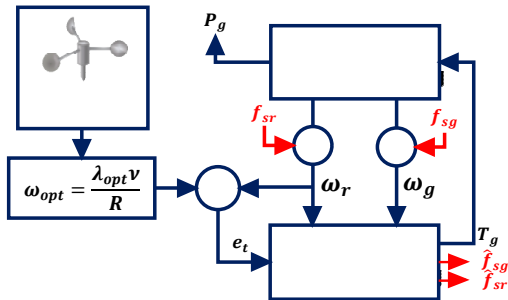 P_g
f_sr
f_sg
ω_opt = λ_opt ν / R
ω_r
ω_g
e_t
T_g
f̂_sg
f̂_sr